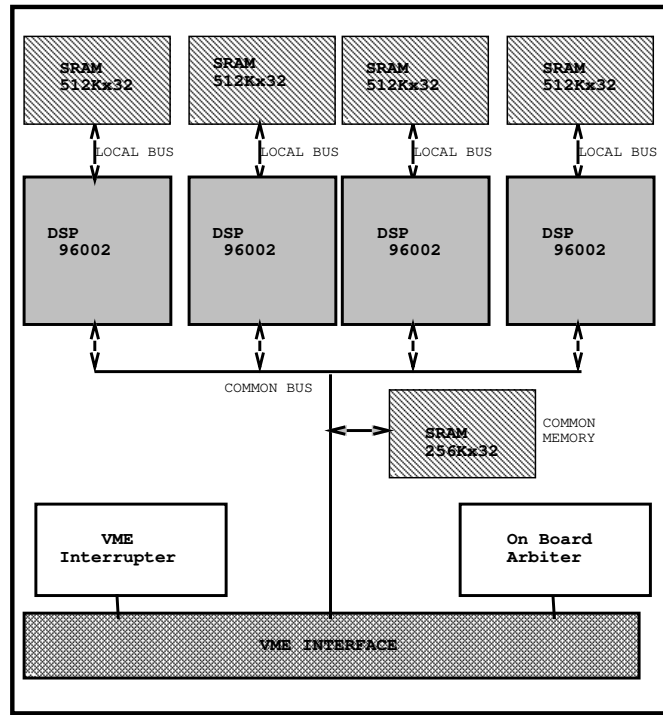 SRAM
512Kx32
SRAM
512Kx32
SRAM
512Kx32
SRAM
512Kx32
LOCAL BUS
LOCAL BUS
LOCAL BUS
LOCAL BUS
DSP
96002
DSP
96002
DSP
96002
DSP
96002
COMMON BUS
SRAM
256Kx32
COMMON
MEMORY
VME
Interrupter
On Board
Arbiter
VME INTERFACE